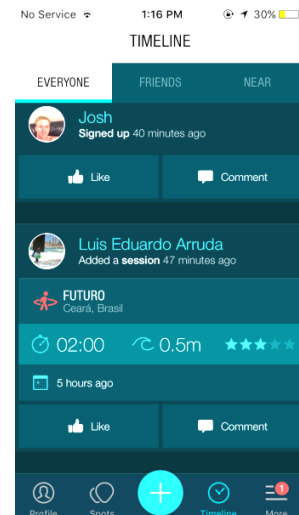 No Service 1:16 PM 30%
TIMELINE
EVERYONE FRIENDS NEAR
Josh
Signed up 40 minutes ago
Like Comment
Luis Eduardo Arruda
Added a session 47 minutes ago
FUTURO
Ceará, Brasil
02:00 0.5m
5 hours ago
Like Comment
1
Profile Spots Timeline More